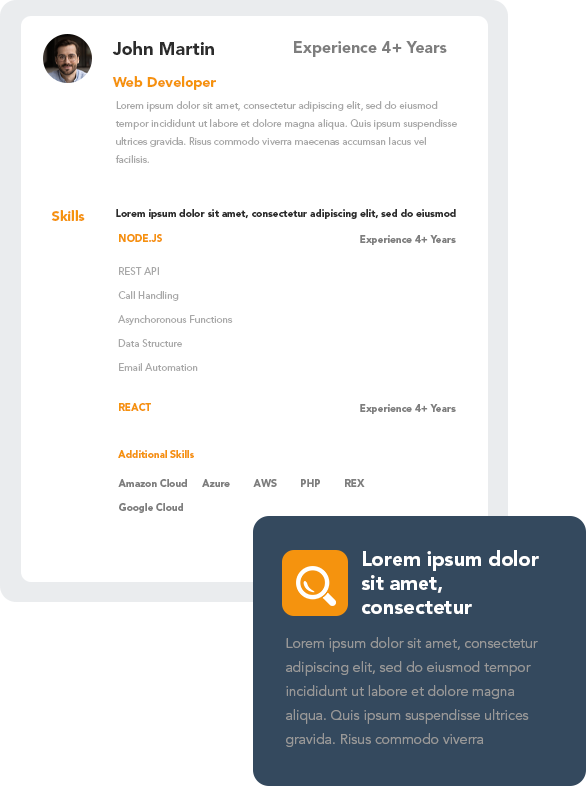 John Martin
Experience 4+ Years
Web Developer
Lorem ipsum dolor sit amet, consectetur adipiscing elit, sed do eiusmod
tempor incididunt ut labore et dolore magna aliqua. Quis ipsum suspendisse
ultrices gravida. Risus commodo viverra maecenas accumsan lacus vel
facilisis.
Skills
Lorem ipsum dolor sit amet, consectetur adipiscing elit, sed do eiusmod
NODE.JS
Experience 4+ Years
REST API
Call Handling
Asynchoronous Functions
Data Structure
Email Automation
REACT
Experience 4+ Years
Additional Skills
Amazon Cloud Azure AWS PHP REX
Google Cloud
Lorem ipsum dolor
sit amet,
consectetur
Lorem ipsum dolor sit amet, consectetur
adipiscing elit, sed do eiusmod tempor
incididunt ut labore et dolore magna
aliqua. Quis ipsum suspendisse ultrices
gravida. Risus commodo viverra